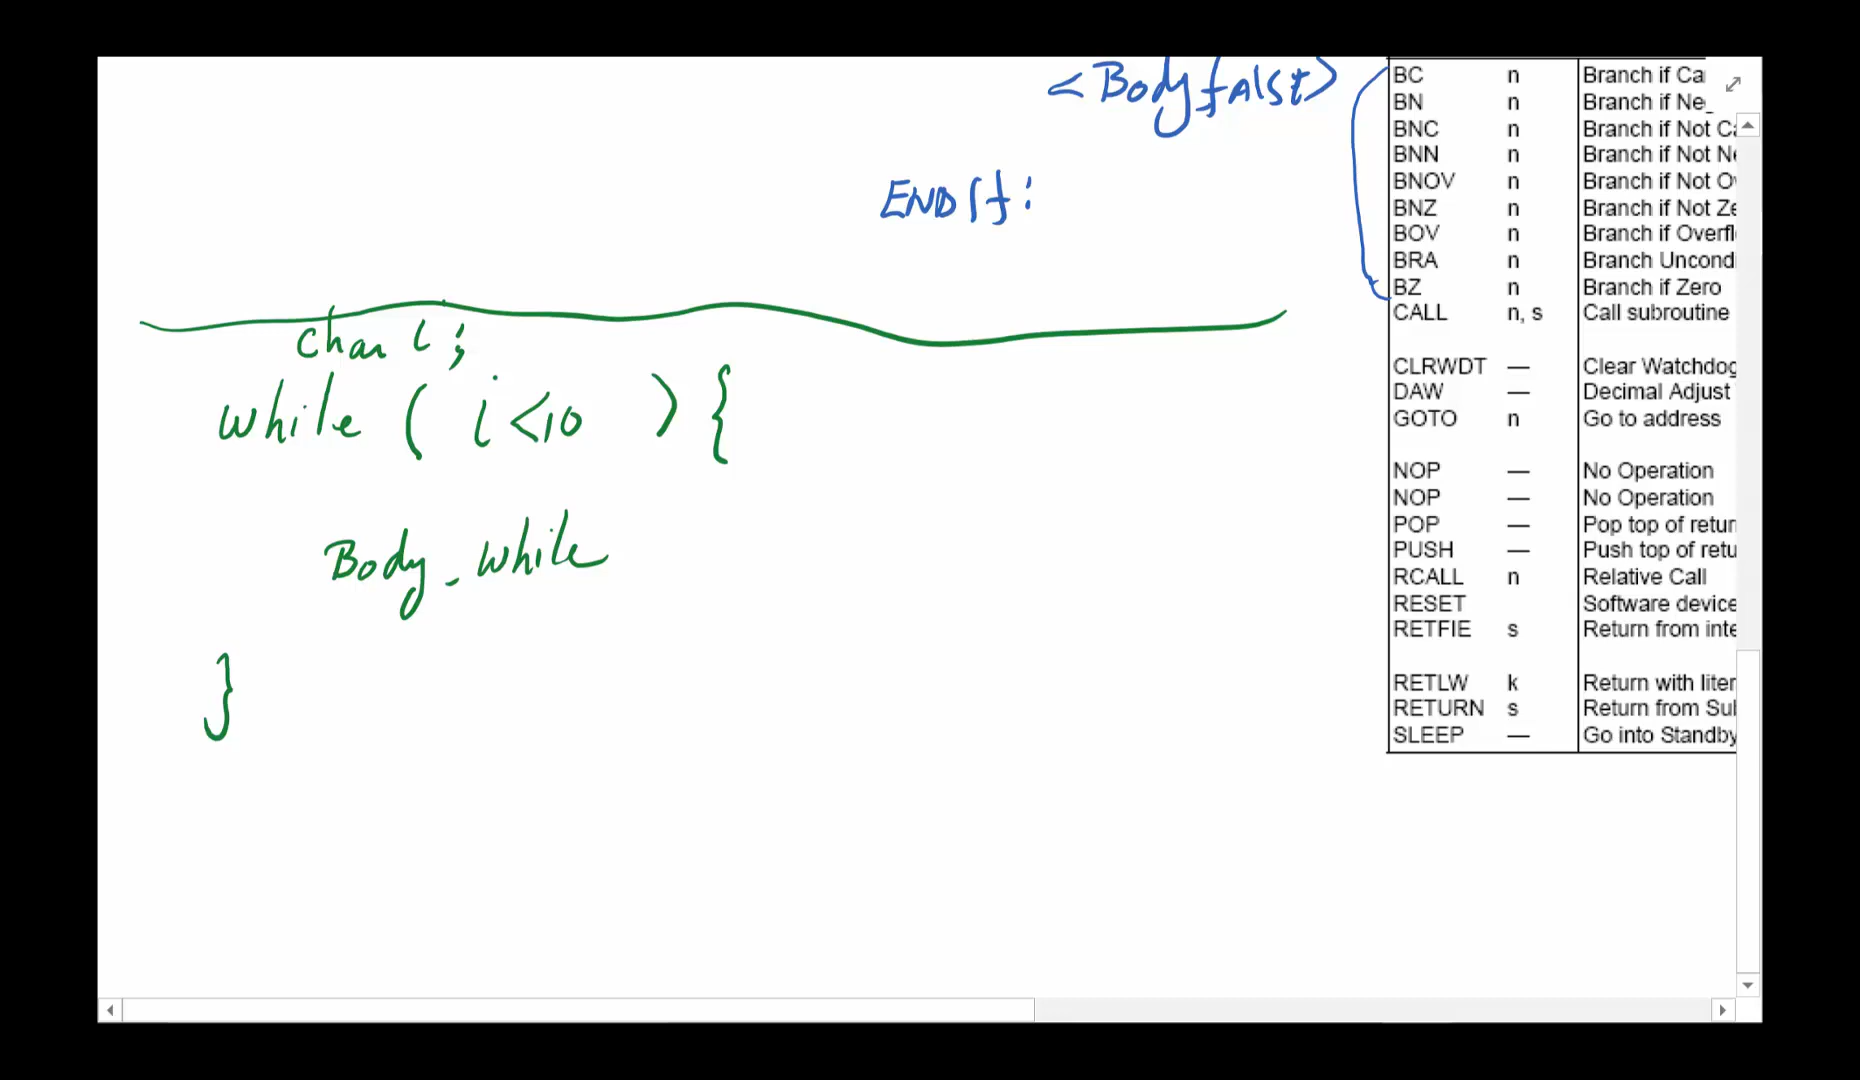 <Bodyfalse>
ENDIf:
char i;
while ( i<10 ) {
Body_while
}
BC n Branch if Ca
BN n Branch if Ne
BNC n Branch if Not Ca
BNN n Branch if Not Ne
BNOV n Branch if Not O
BNZ n Branch if Not Ze
BOV n Branch if Overfl
BRA n Branch Uncond
BZ n Branch if Zero
CALL n, s Call subroutine
CLRWDT — Clear Watchdog
DAW — Decimal Adjust
GOTO n Go to address
NOP — No Operation
NOP — No Operation
POP — Pop top of retur
PUSH — Push top of retu
RCALL n Relative Call
RESET Software device
RETFIE s Return from inte
RETLW k Return with liter
RETURN s Return from Su
SLEEP — Go into Standby